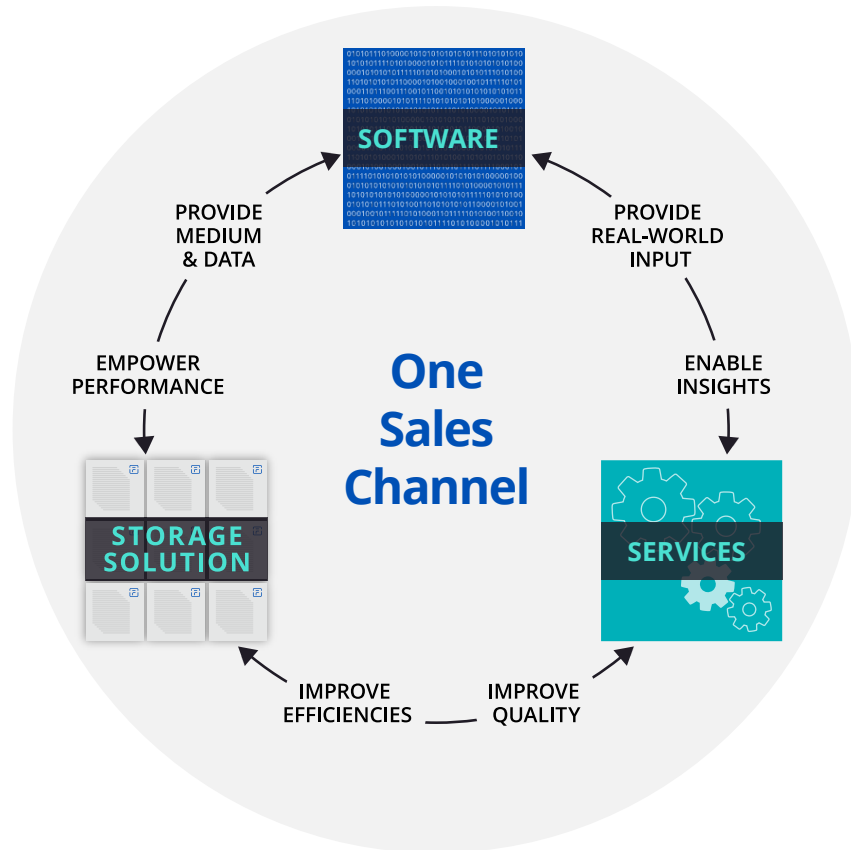 SOFTWARE
PROVIDE
MEDIUM
& DATA
PROVIDE
REAL-WORLD
INPUT
EMPOWER
PERFORMANCE
One
Sales
Channel
ENABLE
INSIGHTS
STORAGE
SOLUTION
SERVICES
IMPROVE
EFFICIENCIES
IMPROVE
QUALITY